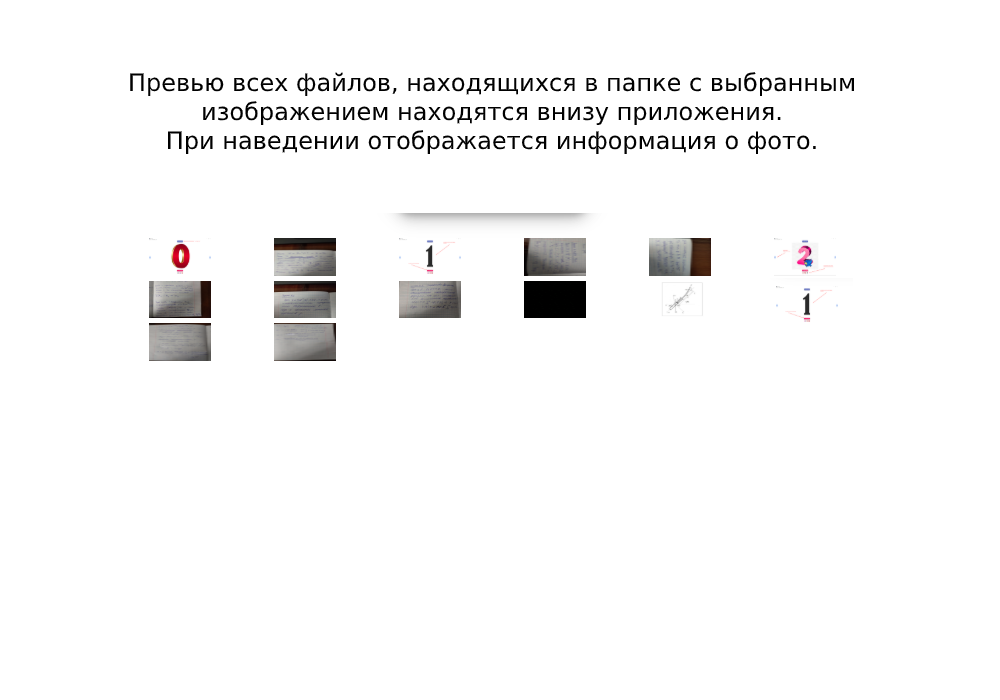 Превью всех файлов, находящихся в папке с выбранным
изображением находятся внизу приложения.
При наведении отображается информация о фото.
0
1
2
1